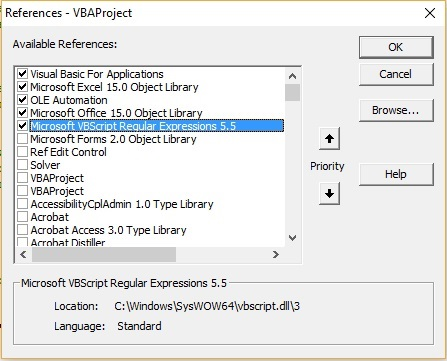 References - VBAProject
Available References:
Visual Basic For Applications
Microsoft Excel 15.0 Object Library
OLE Automation
Microsoft Office 15.0 Object Library
Microsoft VBScript Regular Expressions 5.5
Microsoft Forms 2.0 Object Library
Ref Edit Control
Solver
VBAProject
VBAProject
AccessibilityCplAdmin 1.0 Type Library
Acrobat
Acrobat Access 3.0 Type Library
Acrobat Distiller
OK
Cancel
Browse...
Priority
Help
Microsoft VBScript Regular Expressions 5.5
Location: C:\Windows\SysWOW64\vbscript.dll\3
Language: Standard